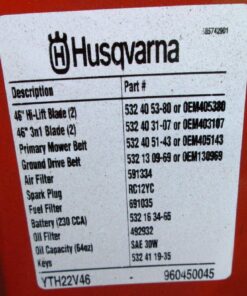 585742901
Husqvarna
Description Part #
46" Hi-Lift Blade (2) 532 40 53-80 or OEM405380
46" 3n1 Blade (2) 532 40 31-07 or OEM403107
Primary Mower Belt 532 40 51-43 or OEM405143
Ground Drive Belt 532 13 09-69 or OEM130969
Air Filter 591334
Spark Plug RC12YC
Fuel Filter 691035
Battery (230 CCA) 532 16 34-65
Oil Filter 492932
Oil Capacity (64oz) SAE 30W
Keys 532 41 19-35
YTH22V46 - 960450045